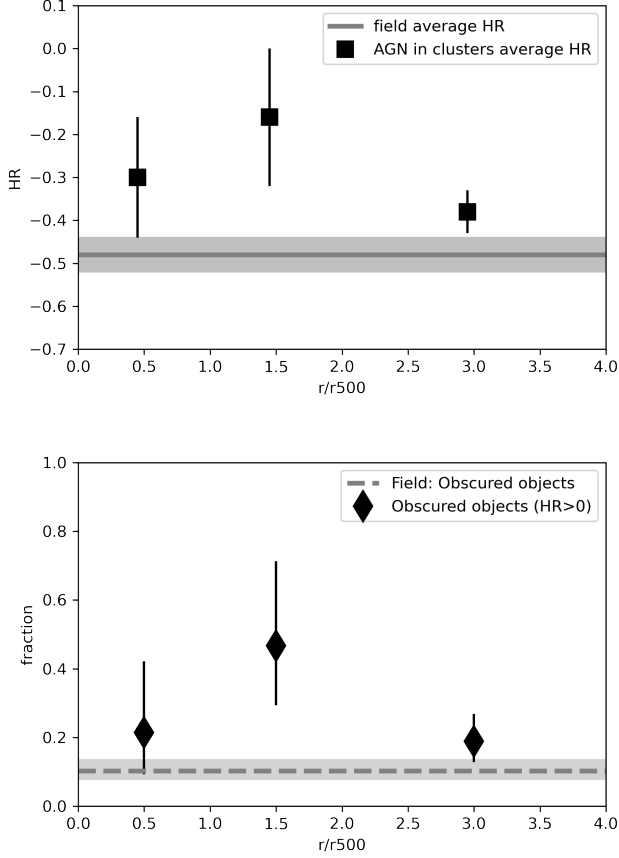 0.1
0.0
−0.1
−0.2
−0.3
−0.4
−0.5
−0.6
−0.7
HR
field average HR
AGN in clusters average HR
0.0 0.5 1.0 1.5 2.0 2.5 3.0 3.5 4.0
r/r500
1.0
0.8
0.6
0.4
0.2
0.0
fraction
Field: Obscured objects
Obscured objects (HR>0)
0.0 0.5 1.0 1.5 2.0 2.5 3.0 3.5 4.0
r/r500